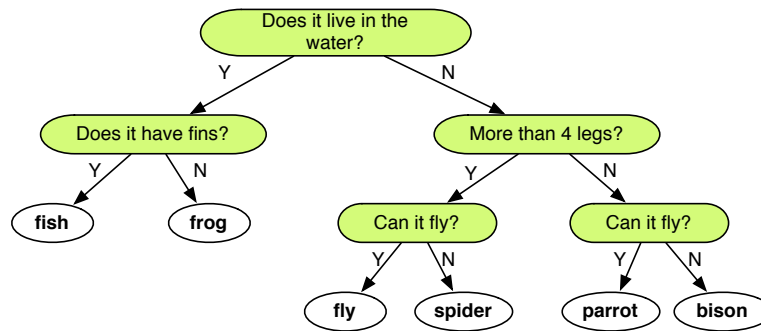 Does it live in the
water?
Y
N
Does it have fins?
More than 4 legs?
Y
N
Y
N
fish
frog
Can it fly?
Can it fly?
Y
N
Y
N
fly
spider
parrot
bison